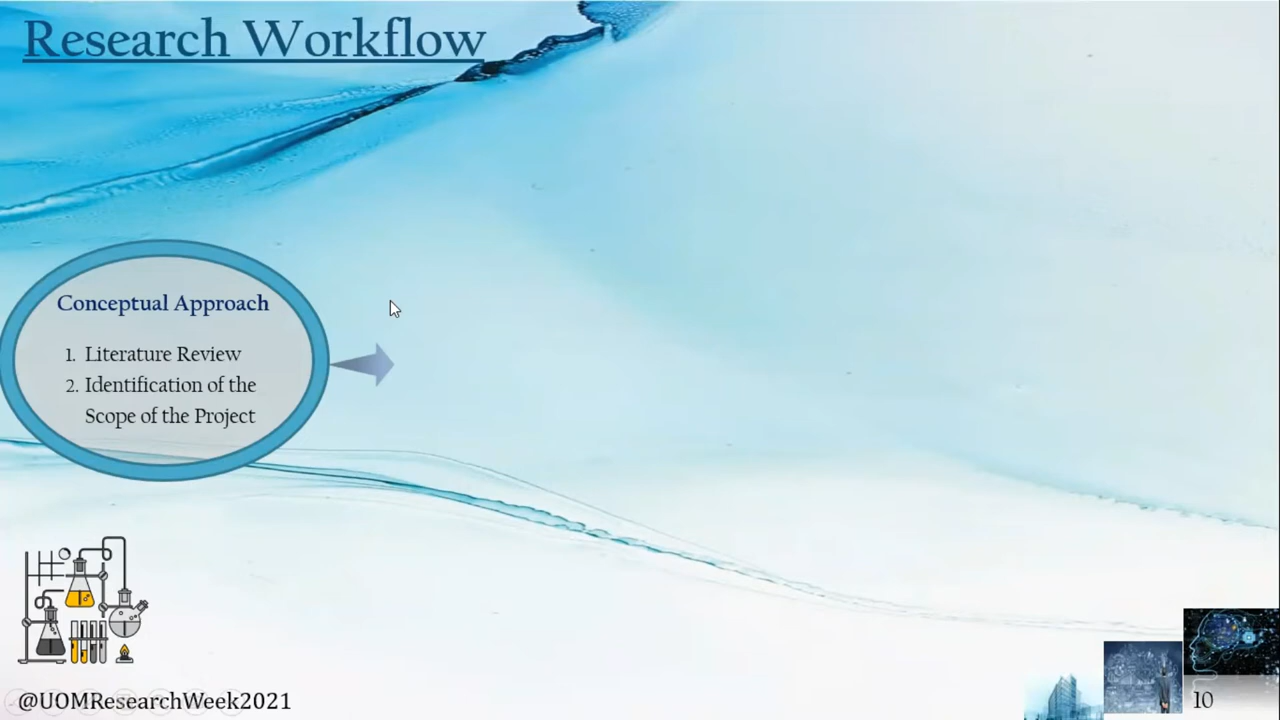 Research Workflow
Conceptual Approach
1. Literature Review
2. Identification of the
Scope of the Project
@UOMResearchWeek2021
10